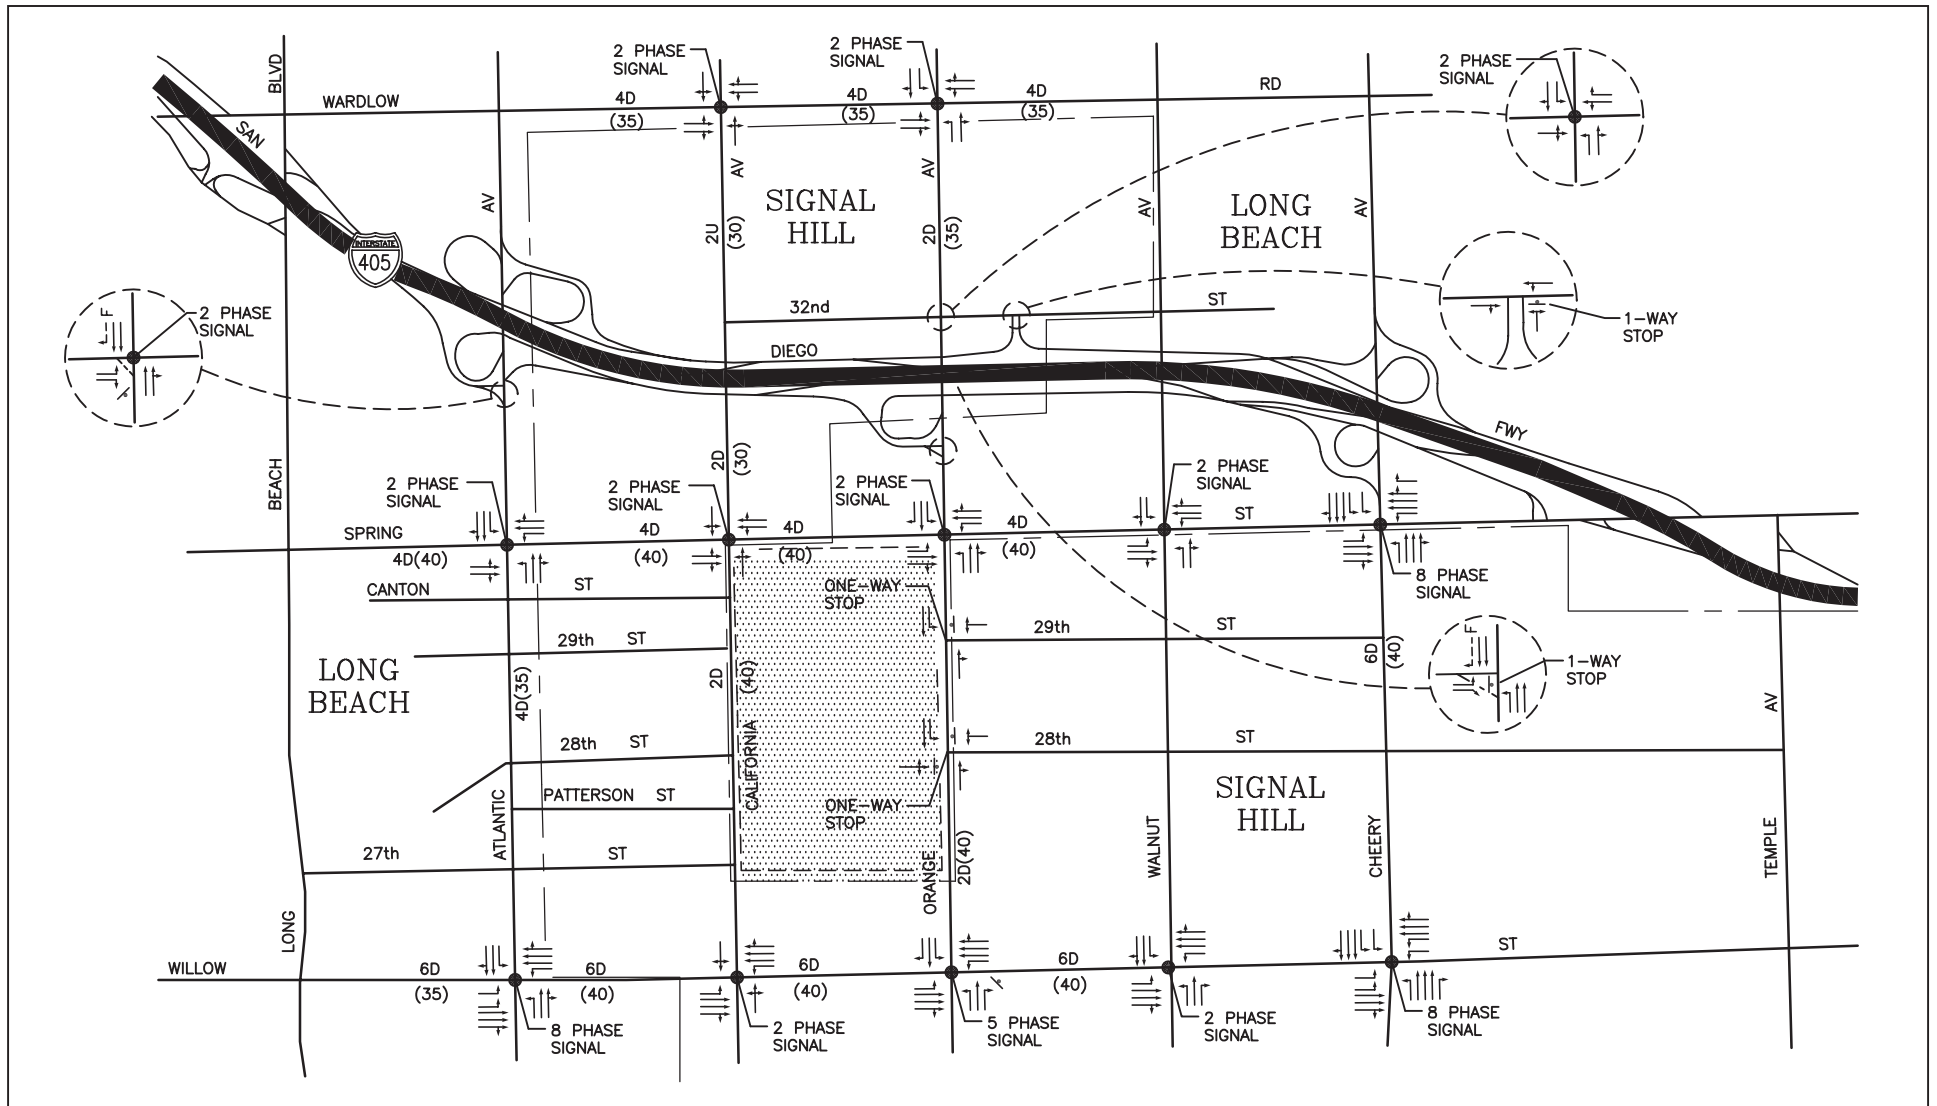 2 PHASE
SIGNAL
2 PHASE
SIGNAL
2 PHASE
SIGNAL
BLVD
WARDLOW
4D
(35)
4D
(35)
4D
(35)
RD
SAN
AV
AV
AV
AV
AV
SIGNAL
HILL
LONG
BEACH
2U
(30)
2D
(35)
INTERSTATE
405
32nd
ST
F
2 PHASE
SIGNAL
1-WAY
STOP
DIEGO
FWY
BEACH
2D
(30)
2 PHASE
SIGNAL
2 PHASE
SIGNAL
2 PHASE
SIGNAL
2 PHASE
SIGNAL
SPRING
4D(40)
4D
(40)
4D
(40)
4D
(40)
ST
8 PHASE
SIGNAL
CANTON
ST
ONE-WAY
STOP
29th
ST
29th
ST
6D
(40)
F
1-WAY
STOP
LONG
BEACH
4D(35)
2D
(40)
AV
28th
ST
CALIFORNIA
28th
ST
PATTERSON ST
ATLANTIC
ONE-WAY
STOP
SIGNAL
HILL
27th
ST
ORANGE
2D(40)
WALNUT
CHEERY
TEMPLE
LONG
WILLOW
6D
(35)
6D
(40)
6D
(40)
6D
(40)
ST
8 PHASE
SIGNAL
2 PHASE
SIGNAL
5 PHASE
SIGNAL
2 PHASE
SIGNAL
8 PHASE
SIGNAL